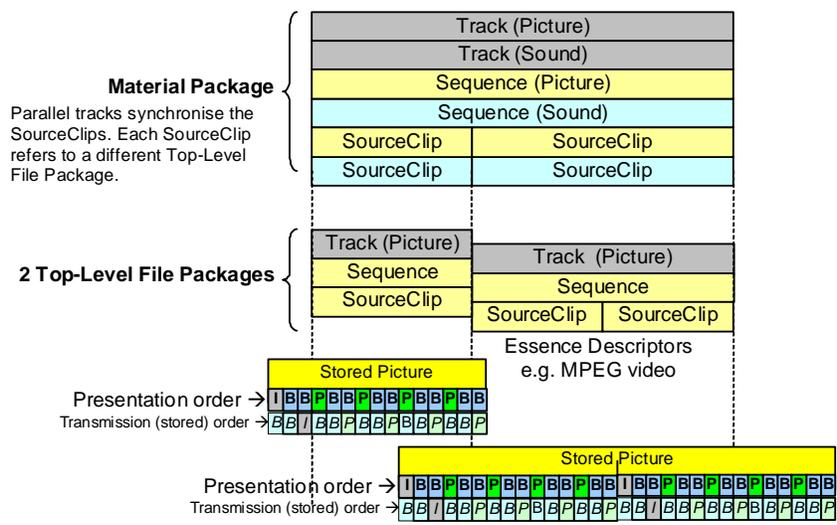 Track (Picture)
Track (Sound)
Material Package
Sequence (Picture)
Parallel tracks synchronise the
SourceClips. Each SourceClip
refers to a different Top-Level
File Package.
Sequence (Sound)
SourceClip SourceClip
SourceClip SourceClip
2 Top-Level File Packages
Track (Picture)
Sequence
SourceClip
Track (Picture)
Sequence
SourceClip SourceClip
Essence Descriptors
e.g. MPEG video
Stored Picture
Presentation order → I B B P B B P B B P B B P B B
Transmission (stored) order → B B I B B P B B P B B P B B P
Stored Picture
Presentation order → I B B P B B P B B P B B P B B I B B P B B P B B P B B P B B
Transmission (stored) order → B B I B B P B B P B B P B B P B B I B B P B B P B B P B B P